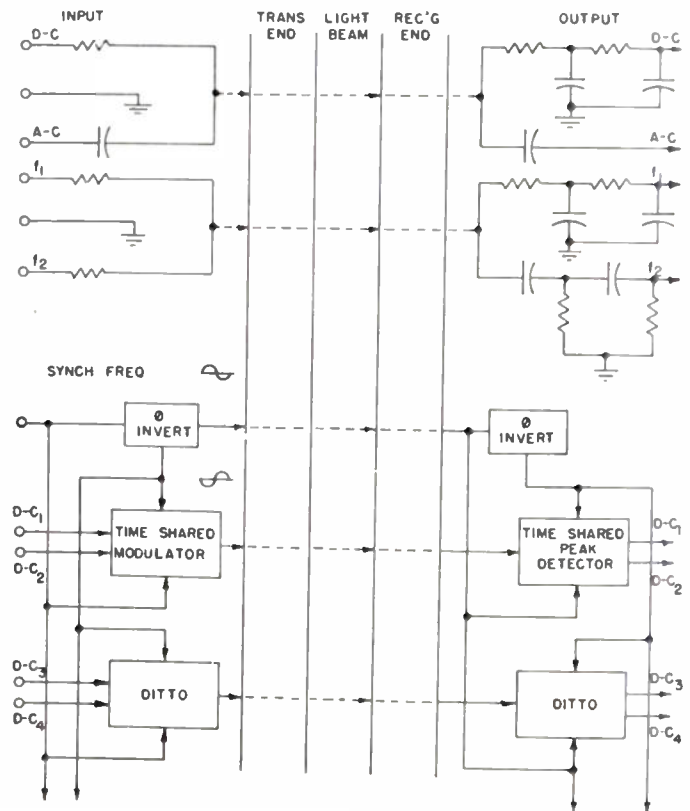 INPUT
TRANS END
LIGHT BEAM
REC'G END
OUTPUT
D-C
D-C
A-C
A-C
f1
f1
f2
f2
SYNCH FREQ
Ø INVERT
Ø INVERT
D-C1
D-C2
TIME SHARED
MODULATOR
TIME SHARED
PEAK
DETECTOR
D-C1
D-C2
D-C3
D-C4
DITTO
DITTO
D-C3
D-C4